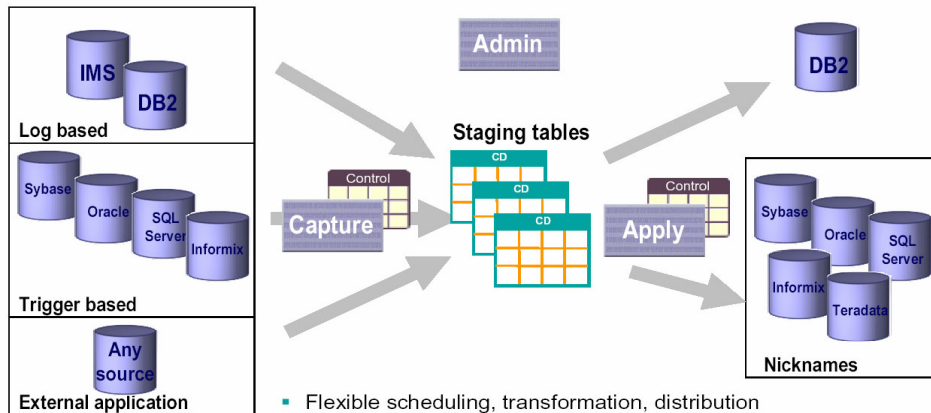 IMS
DB2
Log based
Sybase
Oracle
SQL
Server
Informix
Trigger based
Any
source
External application
Admin
Staging tables
CD
CD
CD
Control
Capture
Control
Apply
DB2
Sybase
Oracle
SQL
Server
Informix
Teradata
Nicknames
▪ Flexible scheduling, transformation, distribution